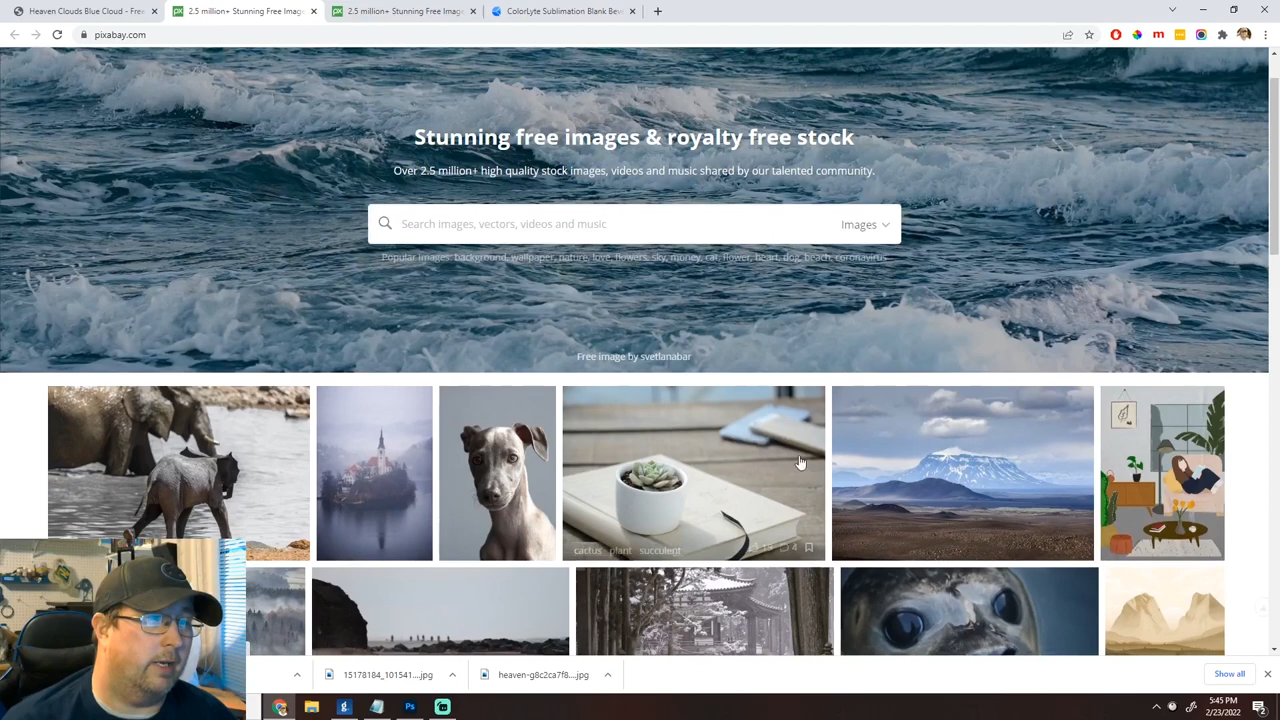 Heaven Clouds Blue Cloud - Free
2.5 million+ Stunning Free Image
2.5 million+ Stunning Free Image
ColorLyte Sublimation Blank Bev
pixabay.com
Stunning free images & royalty free stock
Over 2.5 million+ high quality stock images, videos and music shared by our talented community.
Search images, vectors, videos and music
Images
Popular images: background, wallpaper, nature, love, flowers, sky, money, cat, flower, heart, dog, beach, coronavirus
Free image by svetlanabar
cactus plant succulent
4
15178184_101541....jpg
heaven-g8c2ca7f8....jpg
Show all
5:45 PM
2/23/2022
2